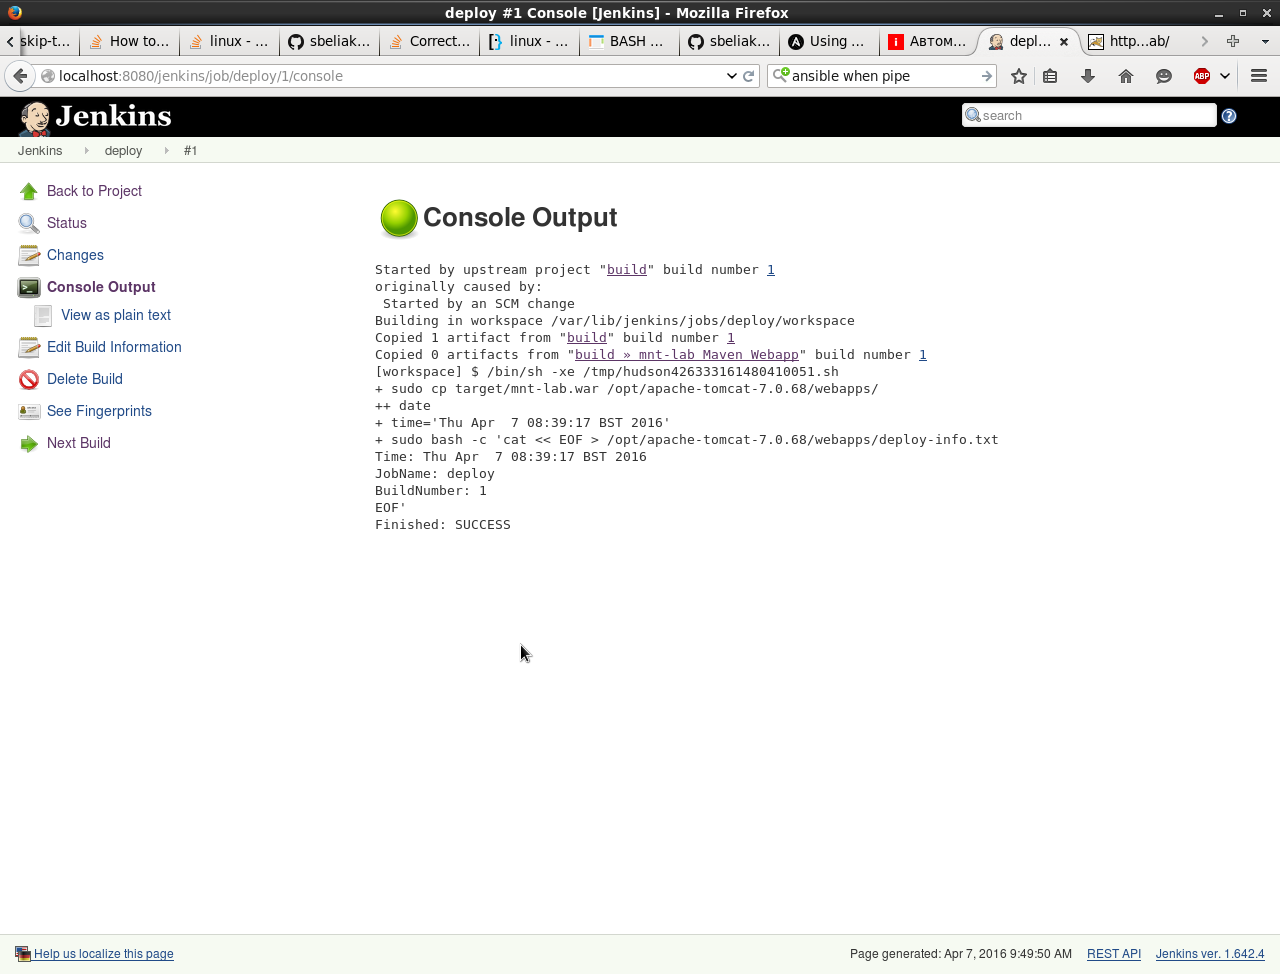 deploy #1 Console [Jenkins] - Mozilla Firefox
skip-t... How to... linux - ... sbeliak... Correct... linux - ... BASH ... sbeliak... Using ... Автом... depl... http...ab/
localhost:8080/jenkins/job/deploy/1/console ansible when pipe ABP
Jenkins search
Jenkins deploy #1
Back to Project
Status
Changes
Console Output
View as plain text
Edit Build Information
Delete Build
See Fingerprints
Next Build
Console Output
Started by upstream project "build" build number 1
originally caused by:
Started by an SCM change
Building in workspace /var/lib/jenkins/jobs/deploy/workspace
Copied 1 artifact from "build" build number 1
Copied 0 artifacts from "build » mnt-lab Maven Webapp" build number 1
[workspace] $ /bin/sh -xe /tmp/hudson426333161480410051.sh
+ sudo cp target/mnt-lab.war /opt/apache-tomcat-7.0.68/webapps/
++ date
+ time='Thu Apr  7 08:39:17 BST 2016'
+ sudo bash -c 'cat << EOF > /opt/apache-tomcat-7.0.68/webapps/deploy-info.txt
Time: Thu Apr  7 08:39:17 BST 2016
JobName: deploy
BuildNumber: 1
EOF'
Finished: SUCCESS
Help us localize this page Page generated: Apr 7, 2016 9:49:50 AM REST API Jenkins ver. 1.642.4